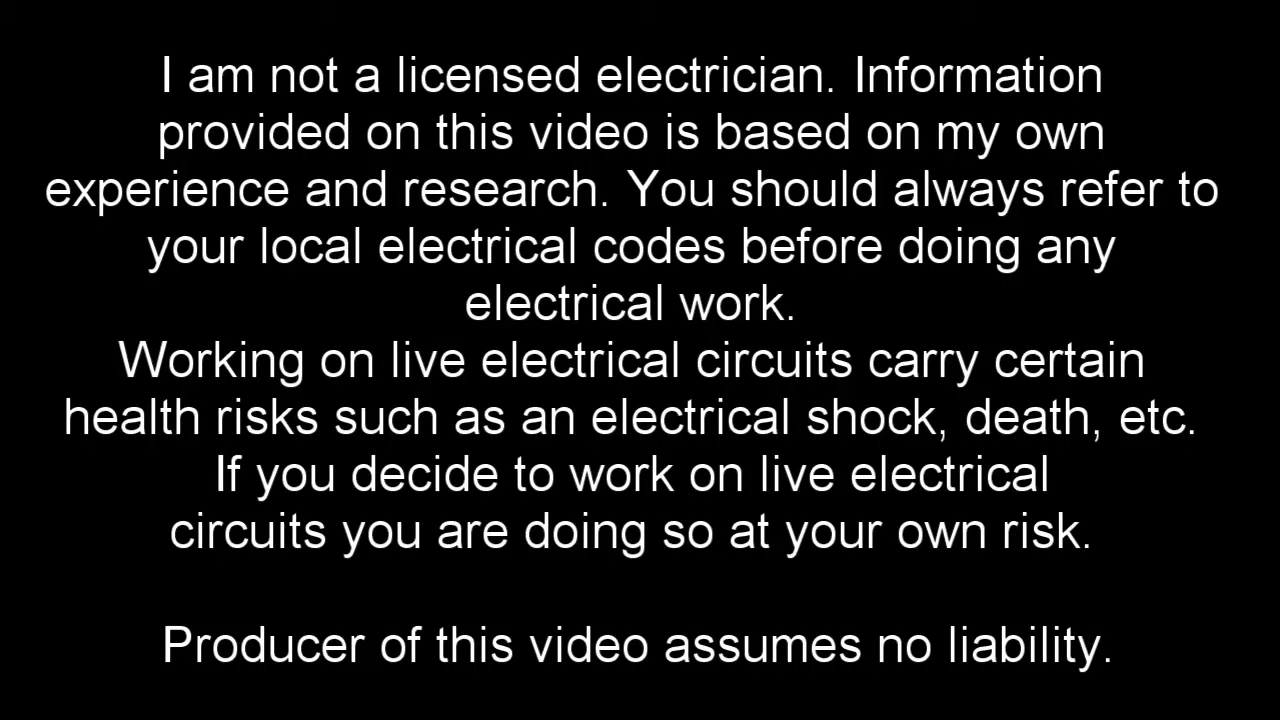 I am not a licensed electrician. Information
provided on this video is based on my own
experience and research. You should always refer to
your local electrical codes before doing any
electrical work.
Working on live electrical circuits carry certain
health risks such as an electrical shock, death, etc.
If you decide to work on live electrical
circuits you are doing so at your own risk.
Producer of this video assumes no liability.